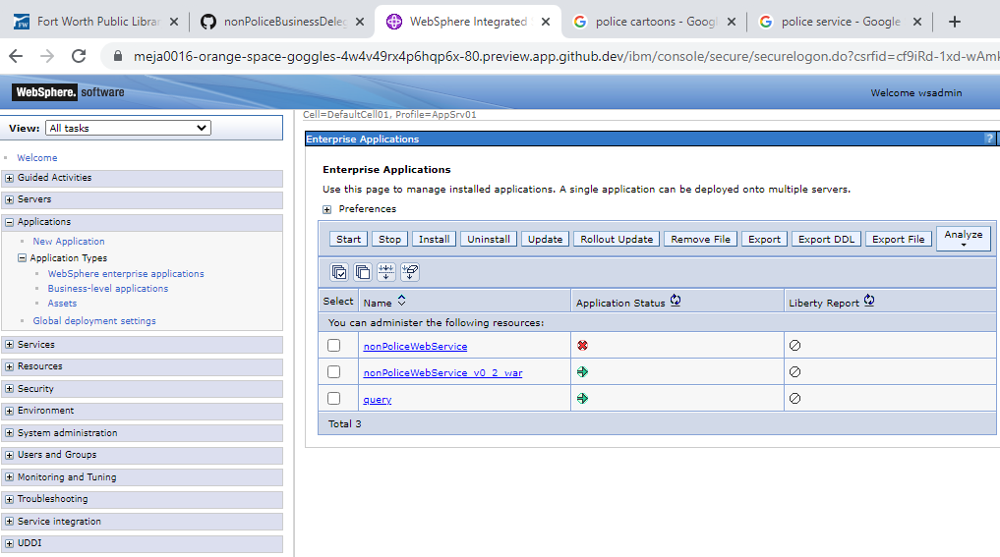 Fort Worth Public Librar
nonPoliceBusinessDeleg
WebSphere Integrated S
police cartoons - Googl
police service - Google
meja0016-orange-space-goggles-4w4v49rx4p6hqp6x-80.preview.app.github.dev/ibm/console/secure/securelogon.do?csrfid=cf9iRd-1xd-wAmk
WebSphere. software
Welcome wsadmin
View: All tasks
Cell=DefaultCell01, Profile=AppSrv01
Welcome
Guided Activities
Servers
Applications
New Application
Application Types
WebSphere enterprise applications
Business-level applications
Assets
Global deployment settings
Services
Resources
Security
Environment
System administration
Users and Groups
Monitoring and Tuning
Troubleshooting
Service integration
UDDI
Enterprise Applications ?
Enterprise Applications
Use this page to manage installed applications. A single application can be deployed onto multiple servers.
Preferences
Start Stop Install Uninstall Update Rollout Update Remove File Export Export DDL Export File Analyze
Select Name Application Status Liberty Report
You can administer the following resources:
nonPoliceWebService
nonPoliceWebService_v0_2_war
query
Total 3